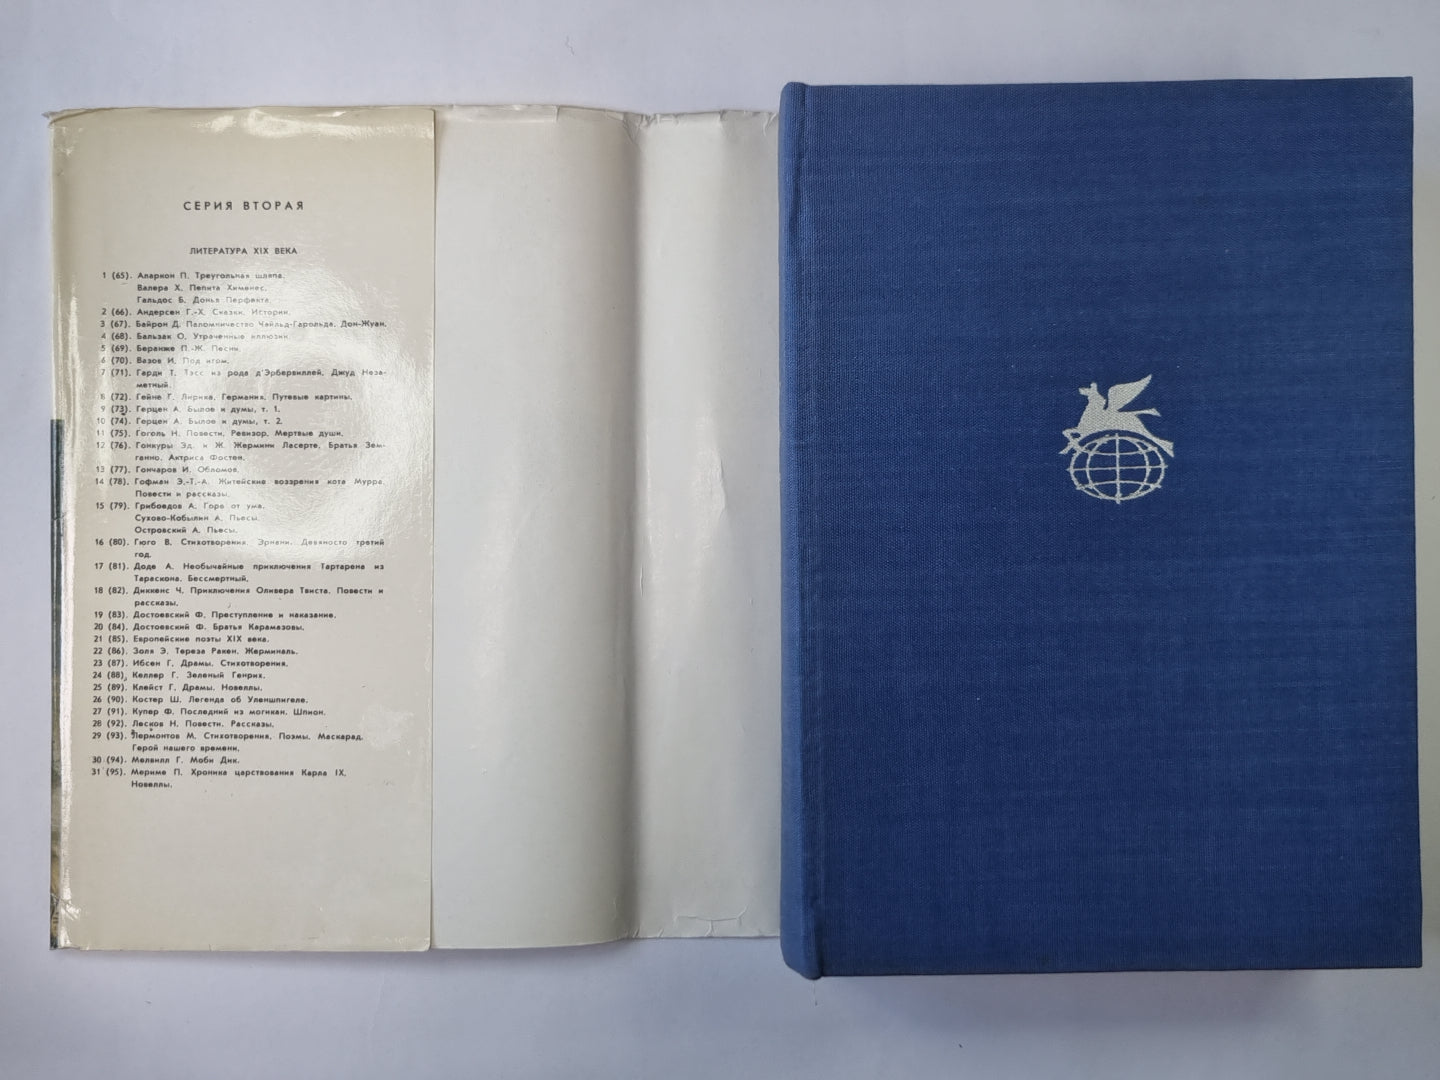 СЕРИЯ ВТОРАЯ
ЛИТЕРАТУРА XIX ВЕКА
1 (65). Аларкон П. Треугольная шляпа.
Валера Х. Пепита Хименес.
Гальдос Б. Донья Перфекта.
2 (66). Андерсен Г.-Х. Сказки. Истории.
3 (67). Байрон Д. Паломничество Чайльд-Гарольда. Дон-Жуан.
4 (68). Бальзак О. Утраченные иллюзии.
5 (69). Беранже П.-Ж. Песни.
6 (70). Вазов И. Под игом.
7 (71). Гарди Т. Тэсс из рода д'Эрбервиллей. Джуд Неза-
метный.
8 (72). Гейне Г. Лирика. Германия. Путевые картины.
9 (73). Герцен А. Былое и думы, т. 1.
10 (74). Герцен А. Былое и думы, т. 2.
11 (75). Гоголь Н. Повести. Ревизор. Мертвые души.
12 (76). Гонкуры Эд. и Ж. Жермини Ласерте. Братья Зем-
ганно. Актриса Фостен.
13 (77). Гончаров И. Обломов.
14 (78). Гофман Э.-Т.-А. Житейские воззрения кота Мурра.
Повести и рассказы.
15 (79). Грибоедов А. Горе от ума.
Сухово-Кобылин А. Пьесы.
Островский А. Пьесы.
16 (80). Гюго В. Стихотворения. Эрнани. Девяносто третий
год.
17 (81). Доде А. Необычайные приключения Тартарена из
Тараскона. Бессмертный.
18 (82). Диккенс Ч. Приключения Оливера Твиста. Повести и
рассказы.
19 (83). Достоевский Ф. Преступление и наказание.
20 (84). Достоевский Ф. Братья Карамазовы.
21 (85). Европейские поэты XIX века.
22 (86). Золя Э. Тереза Ракен. Жерминаль.
23 (87). Ибсен Г. Драмы. Стихотворения.
24 (88). Келлер Г. Зеленый Генрих.
25 (89). Клейст Г. Драмы. Новеллы.
26 (90). Костер Ш. Легенда об Уленшпигеле.
27 (91). Купер Ф. Последний из могикан. Шпион.
28 (92). Лесков Н. Повести. Рассказы.
29 (93). Лермонтов М. Стихотворения. Поэмы. Маскарад.
Герой нашего времени.
30 (94). Мелвилл Г. Моби Дик.
31 (95). Мериме П. Хроника царствования Карла IX.
Новеллы.